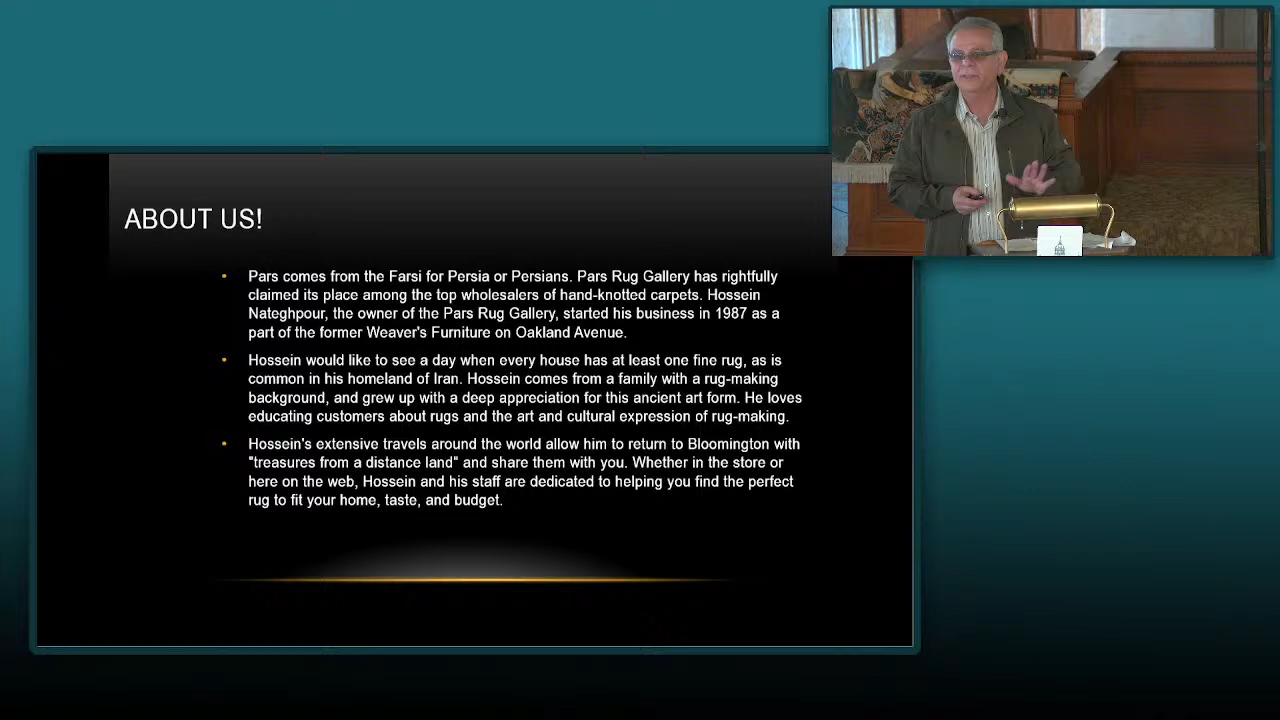 ABOUT US!
• Pars comes from the Farsi for Persia or Persians. Pars Rug Gallery has rightfully
claimed its place among the top wholesalers of hand-knotted carpets. Hossein
Nateghpour, the owner of the Pars Rug Gallery, started his business in 1987 as a
part of the former Weaver's Furniture on Oakland Avenue.
• Hossein would like to see a day when every house has at least one fine rug, as is
common in his homeland of Iran. Hossein comes from a family with a rug-making
background, and grew up with a deep appreciation for this ancient art form. He loves
educating customers about rugs and the art and cultural expression of rug-making.
• Hossein's extensive travels around the world allow him to return to Bloomington with
"treasures from a distance land" and share them with you. Whether in the store or
here on the web, Hossein and his staff are dedicated to helping you find the perfect
rug to fit your home, taste, and budget.